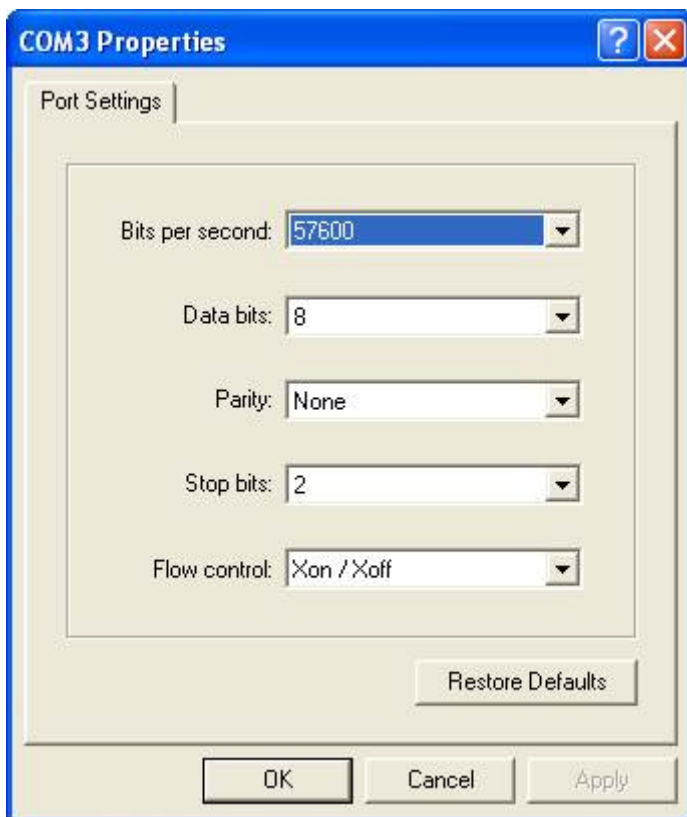 COM3 Properties
Port Settings
Bits per second: 57600
Data bits: 8
Parity: None
Stop bits: 2
Flow control: Xon / Xoff
Restore Defaults
OK Cancel Apply